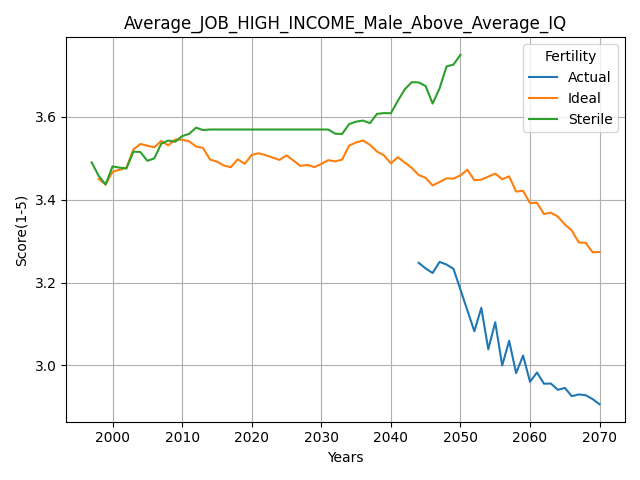 Average_JOB_HIGH_INCOME_Male_Above_Average_IQ
Fertility
Actual
Ideal
Sterile
Score(1-5)
3.6
3.4
3.2
3.0
2000 2010 2020 2030 2040 2050 2060 2070
Years